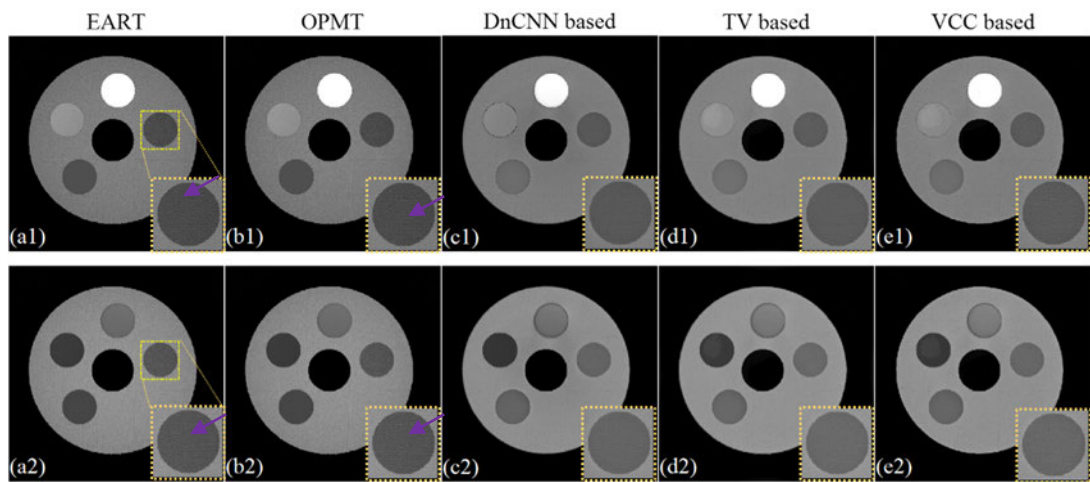 EART OPMT DnCNN based TV based VCC based
(a1) (b1) (c1) (d1) (e1)
(a2) (b2) (c2) (d2) (e2)